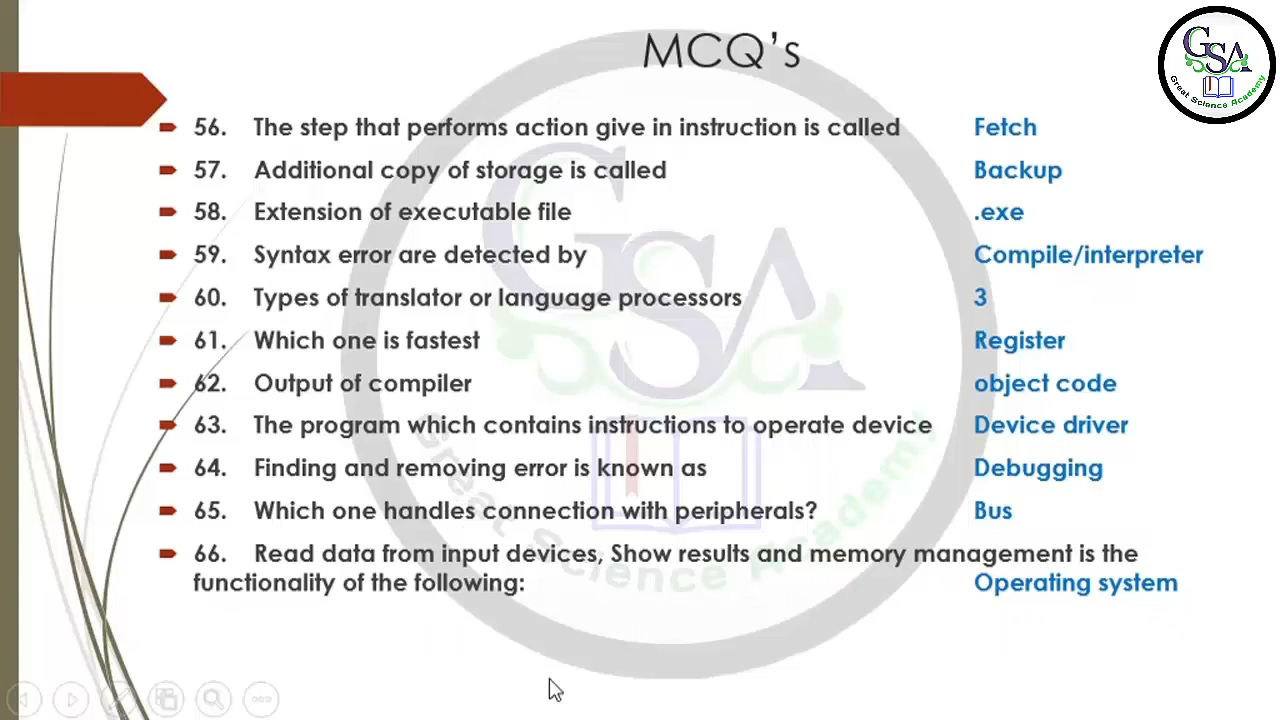 MCQ's
GSA
Great Science Academy
56. The step that performs action give in instruction is called Fetch
57. Additional copy of storage is called Backup
58. Extension of executable file .exe
59. Syntax error are detected by Compile/interpreter
60. Types of translator or language processors 3
61. Which one is fastest Register
62. Output of compiler object code
63. The program which contains instructions to operate device Device driver
64. Finding and removing error is known as Debugging
65. Which one handles connection with peripherals? Bus
66. Read data from input devices, Show results and memory management is the
functionality of the following: Operating system
GSA
Great Science Academy